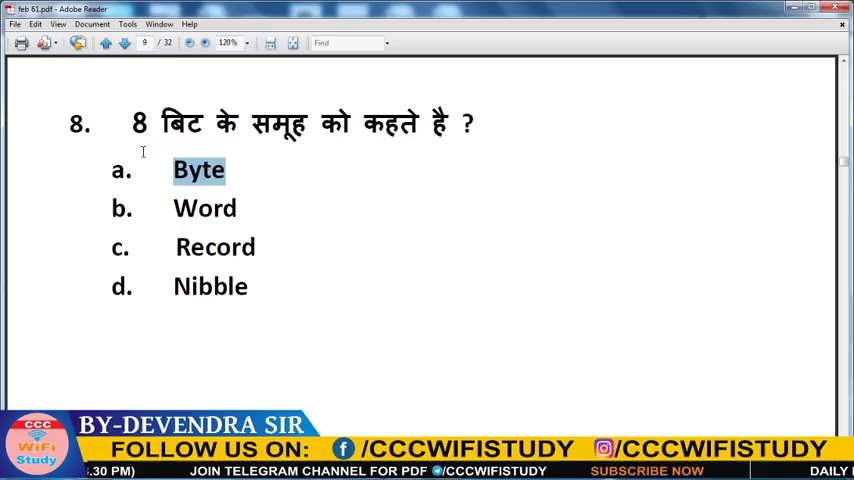 feb 61.pdf - Adobe Reader
File Edit View Document Tools Window Help
9 / 32 120% Find
8. 8 बिट के समूह को कहते है ?
a. Byte
b. Word
c. Record
d. Nibble
BY-DEVENDRA SIR
CCC
WiFi
Study
FOLLOW US ON: /CCCWIFISTUDY /CCCWIFISTUDY
.30 PM) JOIN TELEGRAM CHANNEL FOR PDF /CCCWIFISTUDY SUBSCRIBE NOW DAILY